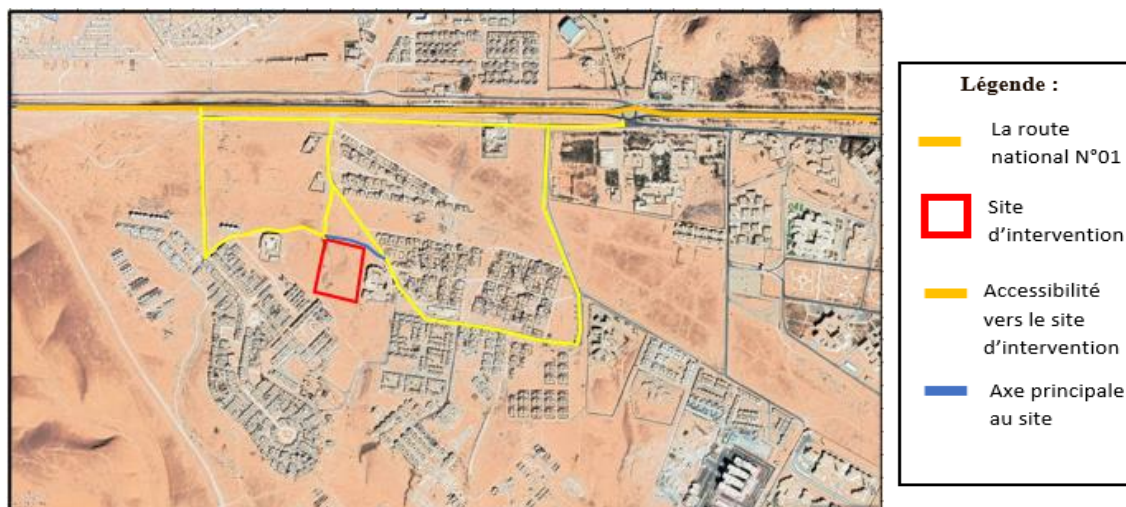 Légende :
La route
national N°01
Site
d'intervention
Accessibilité
vers le site
d'intervention
Axe principale
au site